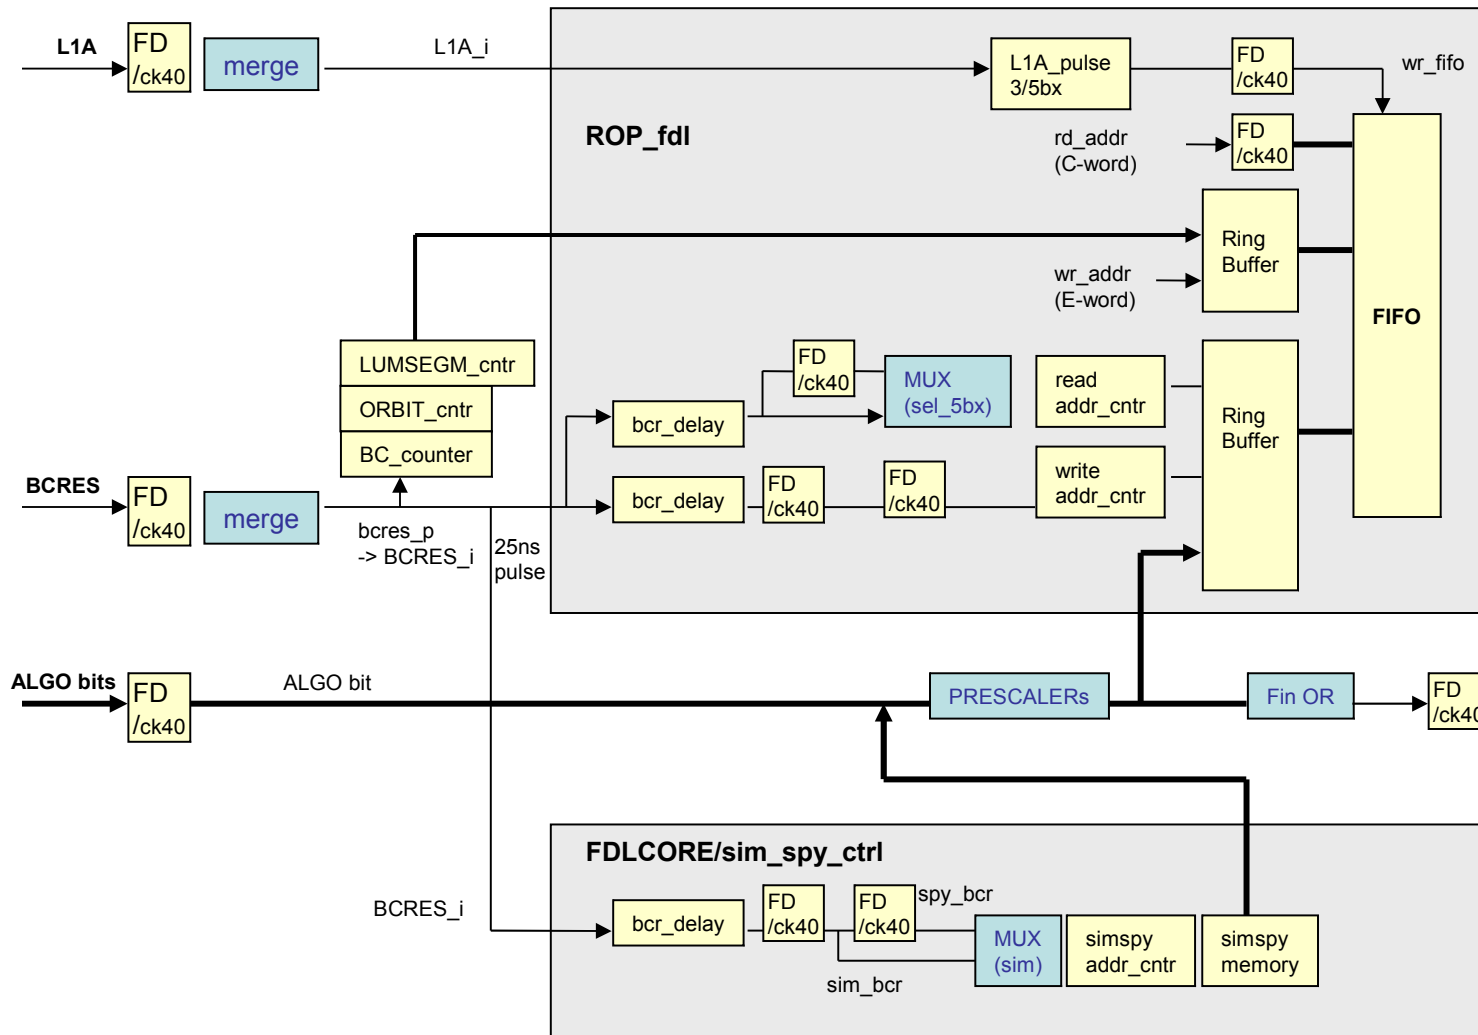 L1A
FD
/ck40
merge
L1A_i
L1A_pulse
3/5bx
FD
/ck40
wr_fifo
ROP_fdl
rd_addr
(C-word)
FD
/ck40
Ring
Buffer
wr_addr
(E-word)
FIFO
LUMSEGM_cntr
ORBIT_cntr
BC_counter
bcr_delay
FD
/ck40
MUX
(sel_5bx)
read
addr_cntr
Ring
Buffer
BCRES
FD
/ck40
merge
bcres_p
-> BCRES_i
25ns
pulse
bcr_delay
FD
/ck40
FD
/ck40
write
addr_cntr
ALGO bits
FD
/ck40
ALGO bit
PRESCALERs
Fin OR
FD
/ck40
FDLCORE/sim_spy_ctrl
BCRES_i
bcr_delay
FD
/ck40
FD
/ck40
spy_bcr
sim_bcr
MUX
(sim)
simspy
addr_cntr
simspy
memory